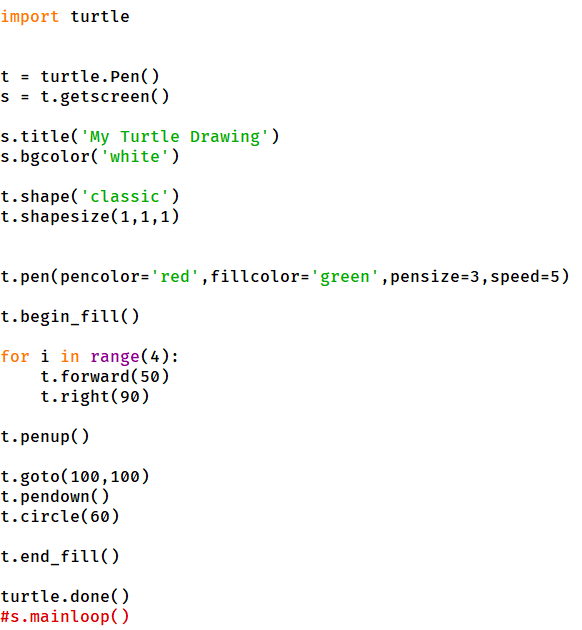 import turtle
t = turtle.Pen()
s = t.getscreen()
s.title('My Turtle Drawing')
s.bgcolor('white')
t.shape('classic')
t.shapesize(1,1,1)
t.pen(pencolor='red',fillcolor='green',pensize=3,speed=5)
t.begin_fill()
for i in range(4):
    t.forward(50)
    t.right(90)
t.penup()
t.goto(100,100)
t.pendown()
t.circle(60)
t.end_fill()
turtle.done()
#s.mainloop()